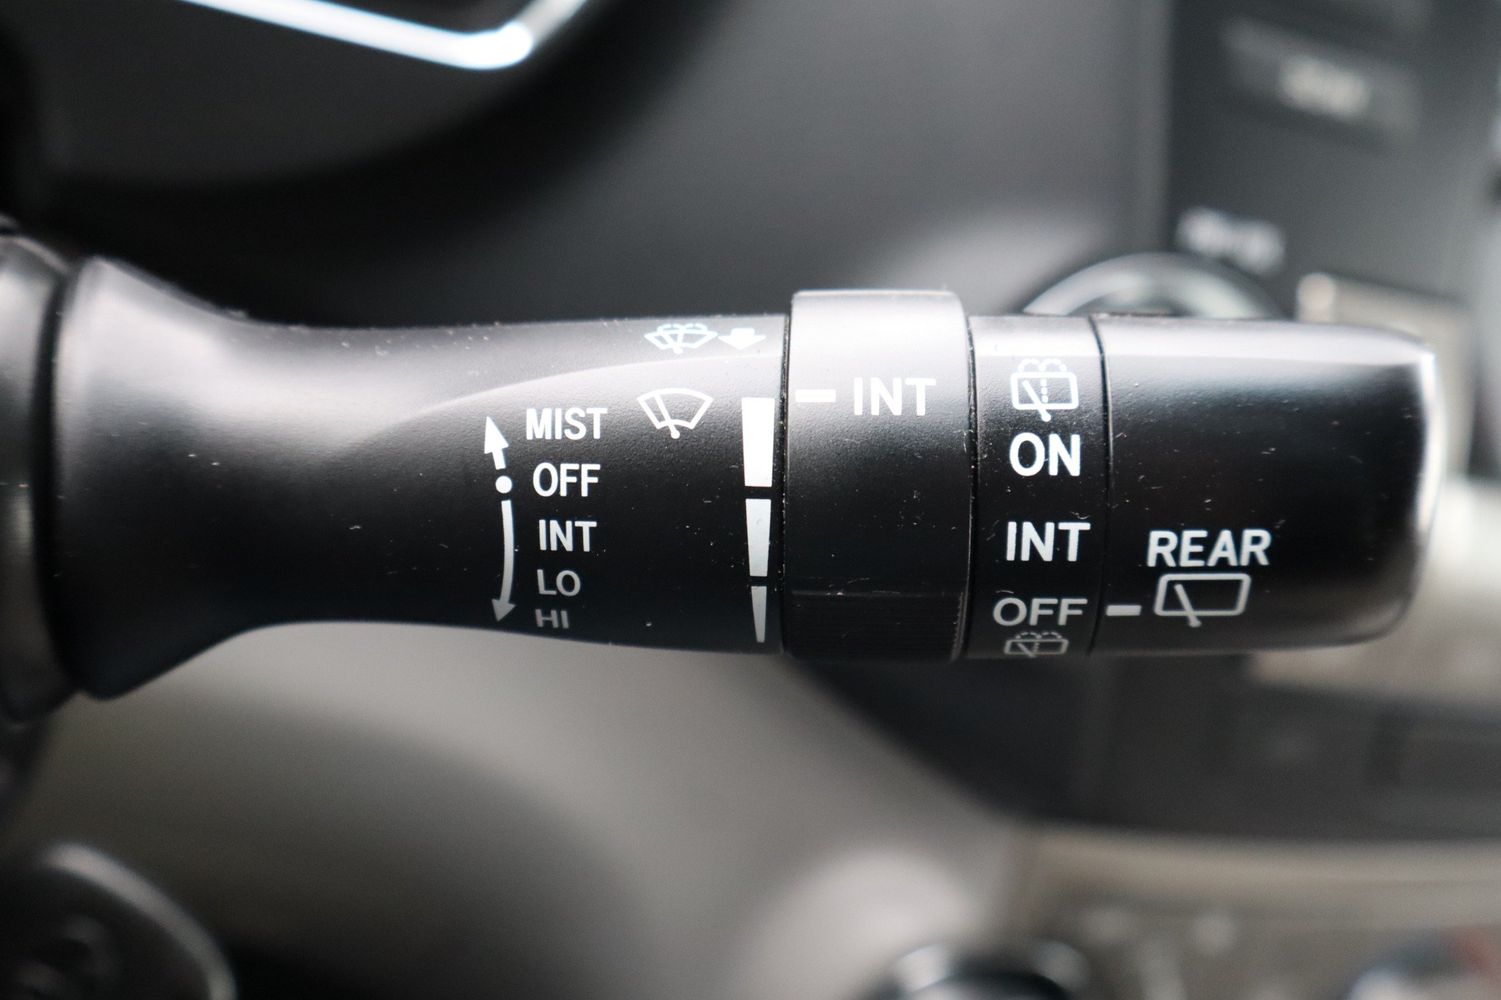 MIST
OFF
INT
LO
HI
INT
ON
INT
OFF
REAR